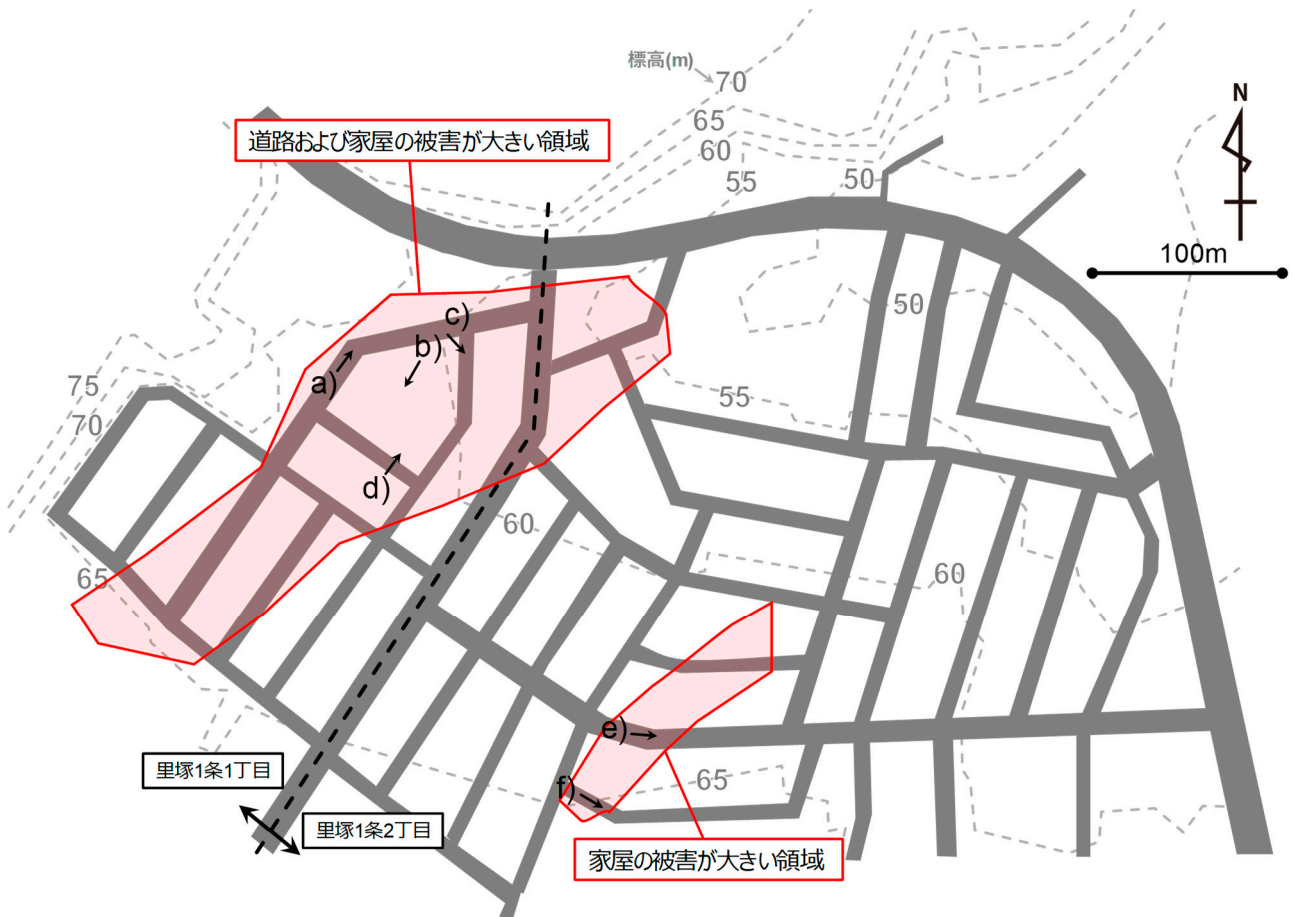 標高(m)
70
N
65
60
55
50
道路および家屋の被害が大きい領域
100m
50
c)
b)
a)
75
70
55
d)
60
60
65
e)
f)
65
里塚1条1丁目
里塚1条2丁目
家屋の被害が大きい領域